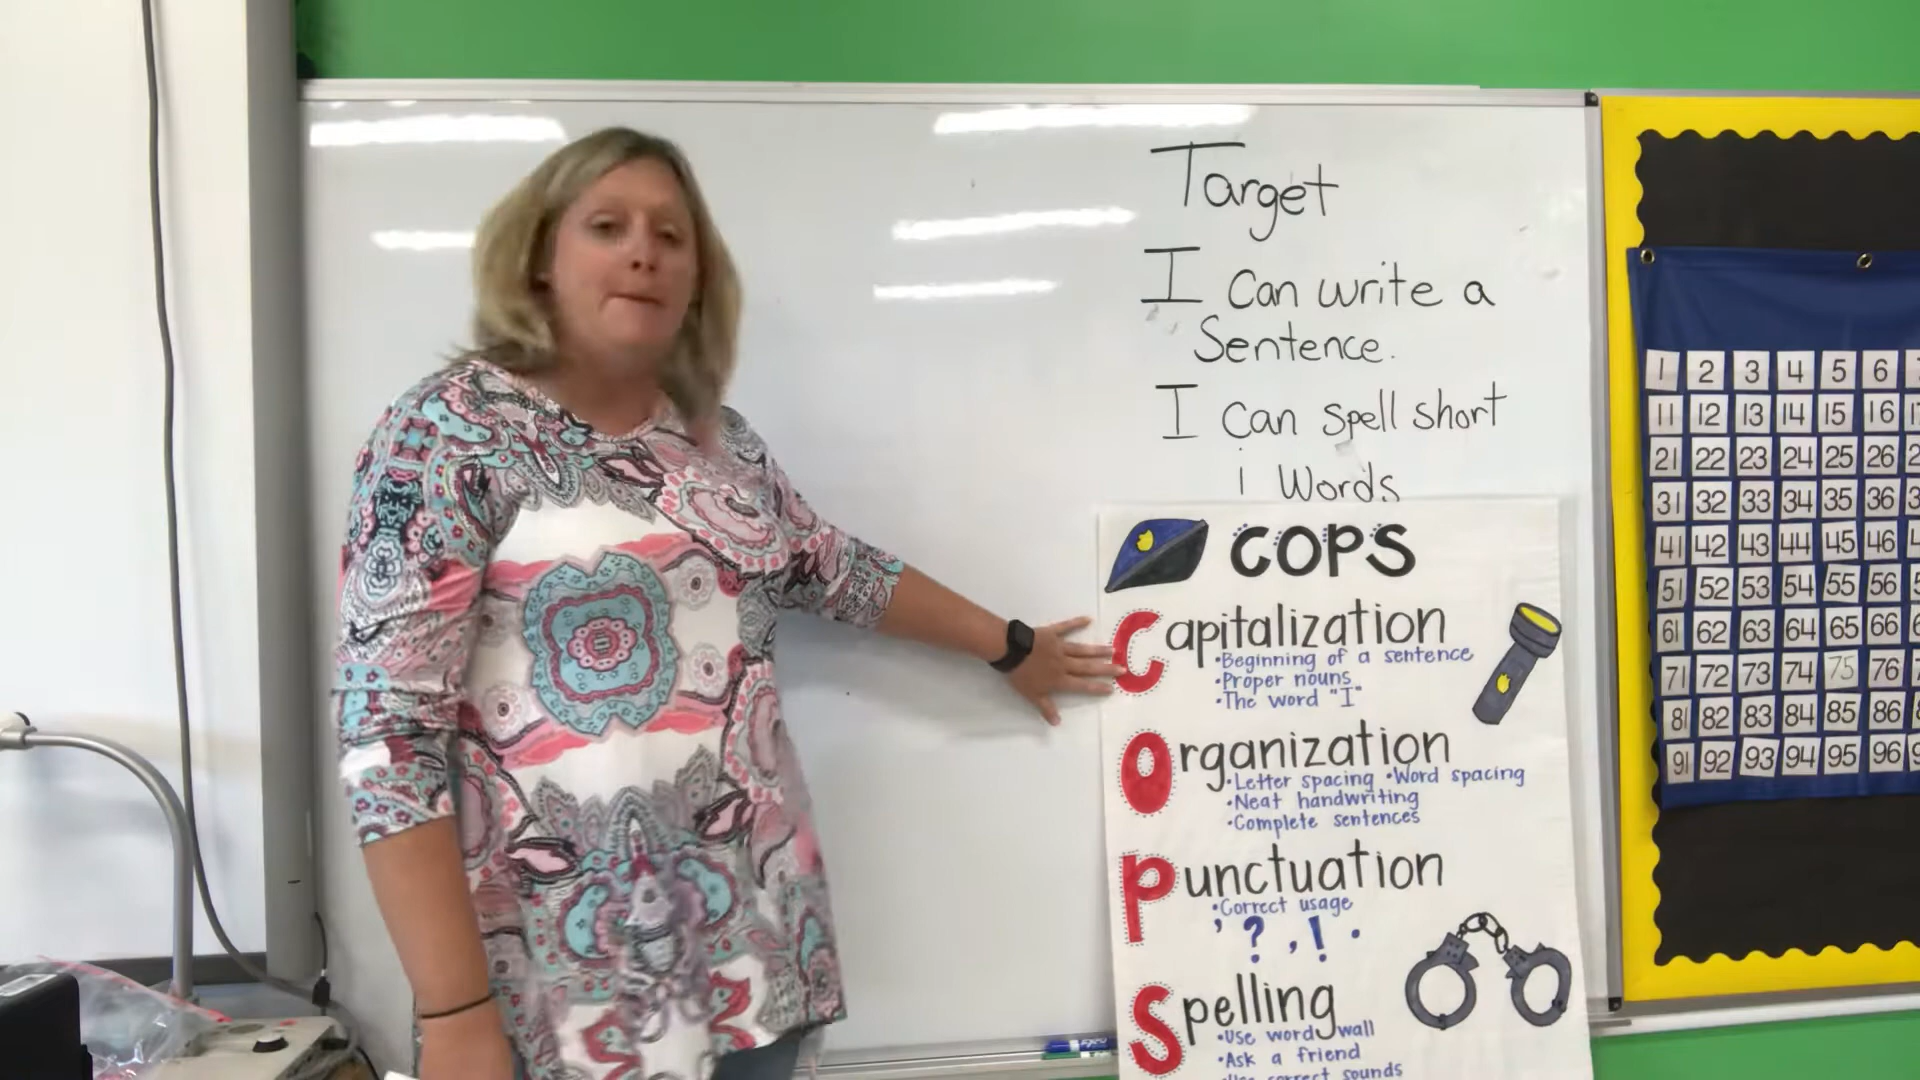 Target
I Can write a
Sentence.
I Can spell short
i Words
COPS
Capitalization
•Beginning of a sentence
•Proper nouns
•The word "I"
Organization
•Letter spacing •Word spacing
•Neat handwriting
•Complete sentences
Punctuation
•Correct usage
' ? , ! .
Spelling
•Use word wall
•Ask a friend
•Use correct sounds
EXPO
1 2 3 4 5 6
11 12 13 14 15 16
21 22 23 24 25 26
31 32 33 34 35 36
41 42 43 44 45 46
51 52 53 54 55 56
61 62 63 64 65 66
71 72 73 74 75 76
81 82 83 84 85 86
91 92 93 94 95 96